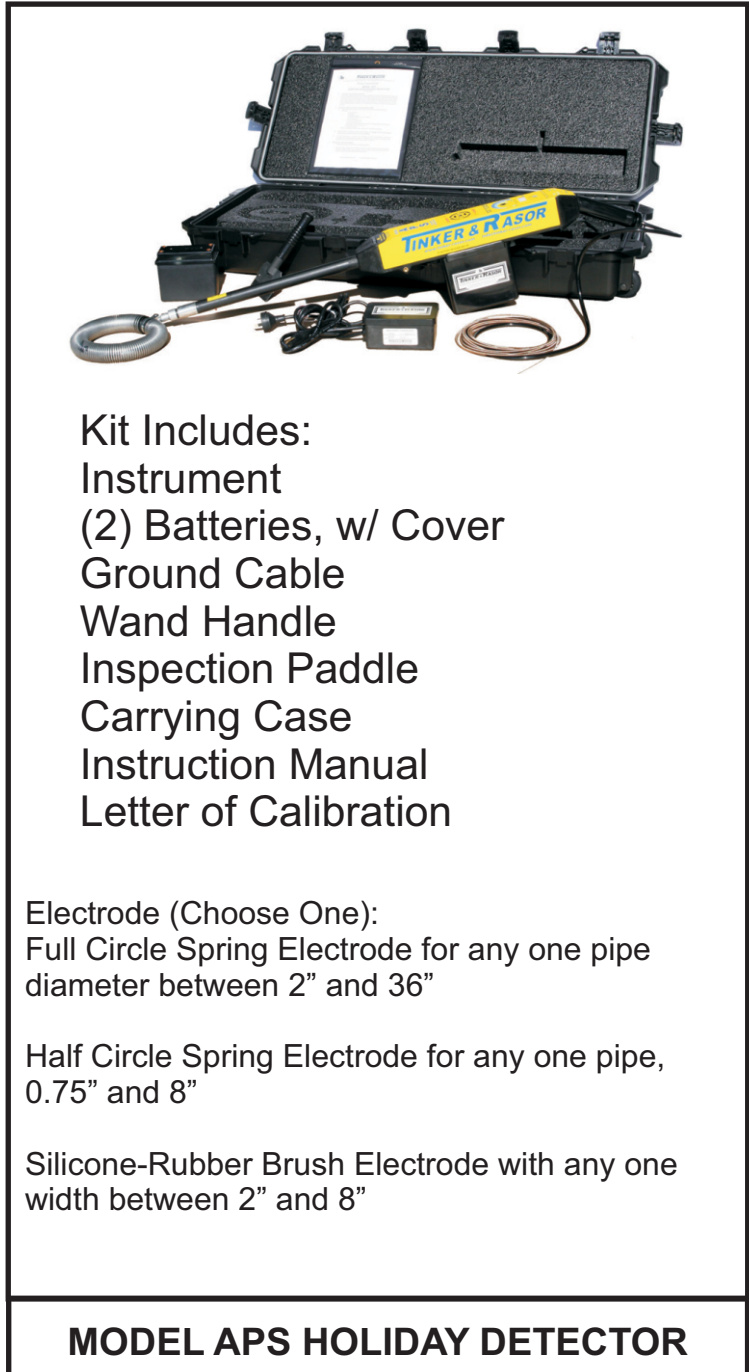 TINKER & RASOR
Kit Includes:
Instrument
(2) Batteries, w/ Cover
Ground Cable
Wand Handle
Inspection Paddle
Carrying Case
Instruction Manual
Letter of Calibration
Electrode (Choose One):
Full Circle Spring Electrode for any one pipe
diameter between 2” and 36”
Half Circle Spring Electrode for any one pipe,
0.75” and 8”
Silicone-Rubber Brush Electrode with any one
width between 2” and 8”
MODEL APS HOLIDAY DETECTOR